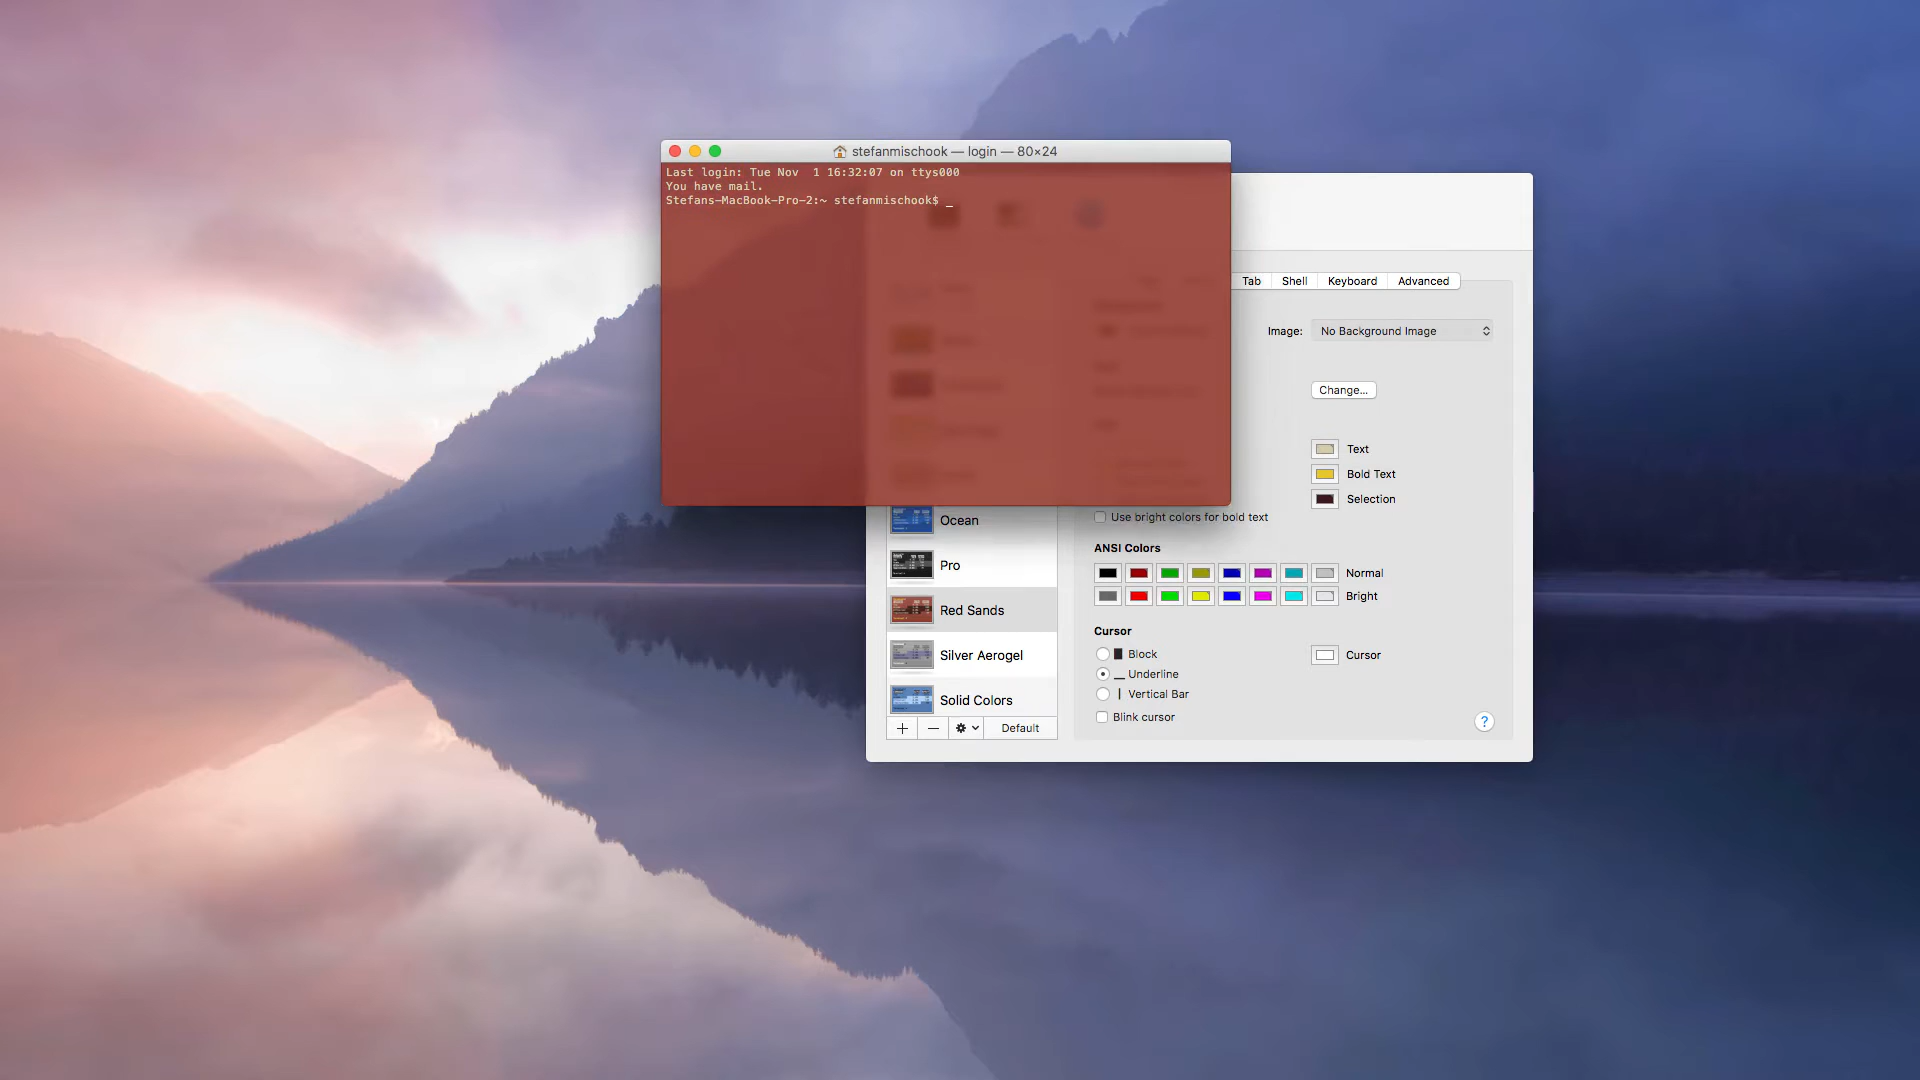 stefanmischook — login — 80×24
Last login: Tue Nov  1 16:32:07 on ttys000
You have mail.
Stefans-MacBook-Pro-2:~ stefanmischook$ _
Tab Shell Keyboard Advanced
Image: No Background Image
Change...
Text
Bold Text
Selection
Use bright colors for bold text
ANSI Colors
Normal
Bright
Cursor
Block
Underline
Vertical Bar
Blink cursor
Cursor
?
Ocean
Pro
Red Sands
Silver Aerogel
Solid Colors
+ − Default